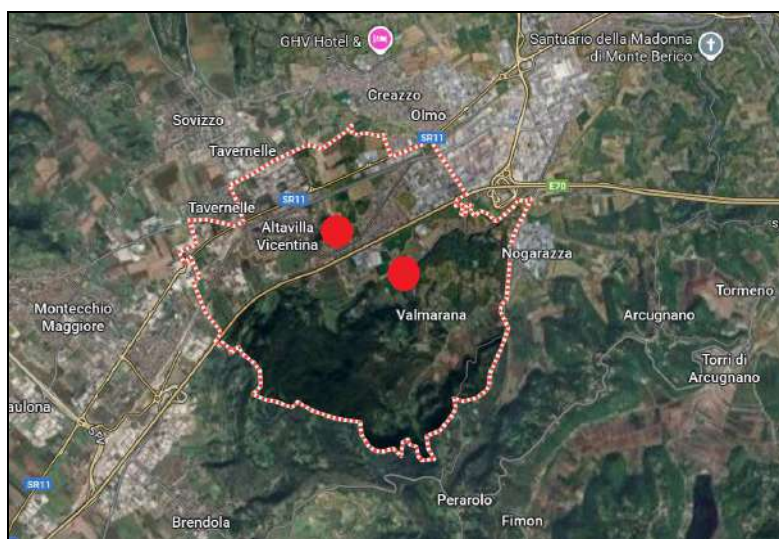 GHV Hotel &
Santuario della Madonna
di Monte Berico
Creazzo
Sovizzo
Olmo
SR11
Tavernelle
E70
Tavernelle
SR11
Altavilla
Vicentina
Nogarazza
Tormeno
Montecchio
Maggiore
Valmarana
Arcugnano
Torri di
Arcugnano
aulona
SR11
Perarolo
Brendola
Fimon